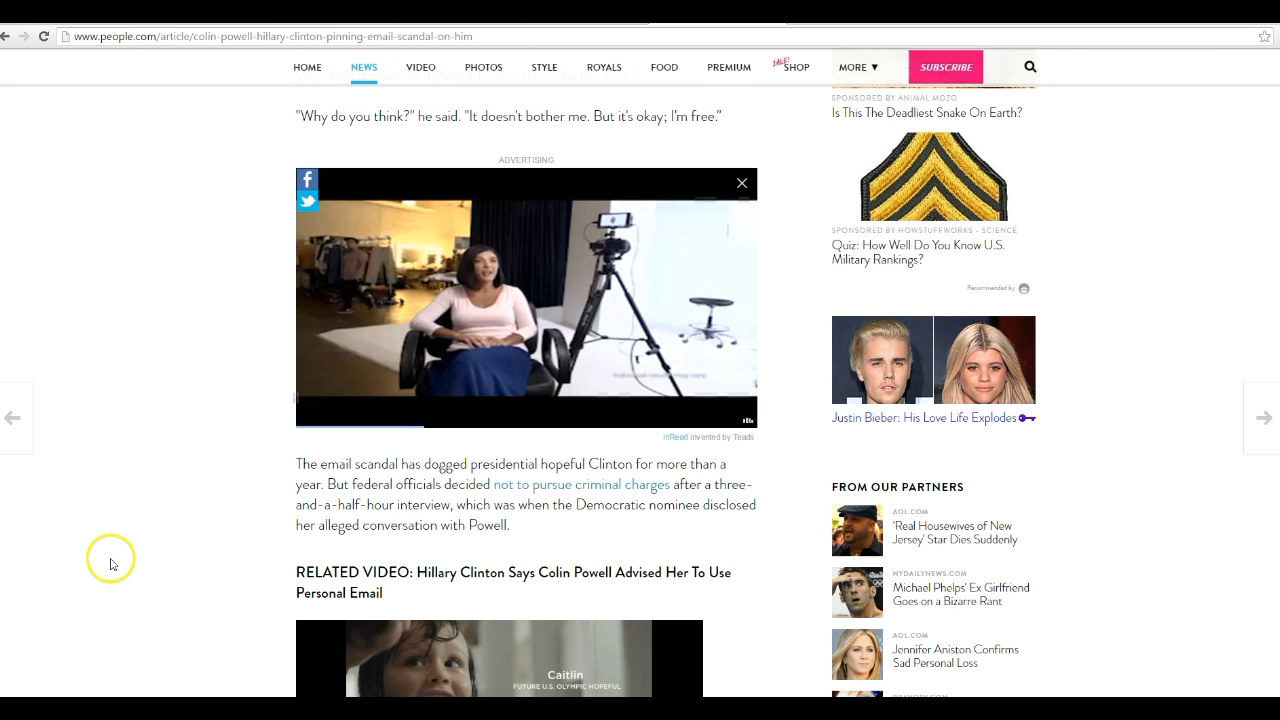 www.people.com/article/colin-powell-hillary-clinton-pinning-email-scandal-on-him
HOME
NEWS
VIDEO
PHOTOS
STYLE
ROYALS
FOOD
PREMIUM
SALE!
SHOP
MORE ▼
SUBSCRIBE
"Why do you think?" he said. "It doesn't bother me. But it's okay; I'm free."
ADVERTISING
inRead invented by Teads
The email scandal has dogged presidential hopeful Clinton for more than a
year. But federal officials decided not to pursue criminal charges after a three-
and-a-half-hour interview, which was when the Democratic nominee disclosed
her alleged conversation with Powell.
RELATED VIDEO: Hillary Clinton Says Colin Powell Advised Her To Use
Personal Email
Caitlin
FUTURE U.S. OLYMPIC HOPEFUL
SPONSORED BY ANIMAL MOZO
Is This The Deadliest Snake On Earth?
SPONSORED BY HOWSTUFFWORKS - SCIENCE
Quiz: How Well Do You Know U.S.
Military Rankings?
Recommended by
Justin Bieber: His Love Life Explodes
FROM OUR PARTNERS
AOL.COM
'Real Housewives of New
Jersey' Star Dies Suddenly
NYDAILYNEWS.COM
Michael Phelps' Ex Girlfriend
Goes on a Bizarre Rant
AOL.COM
Jennifer Aniston Confirms
Sad Personal Loss